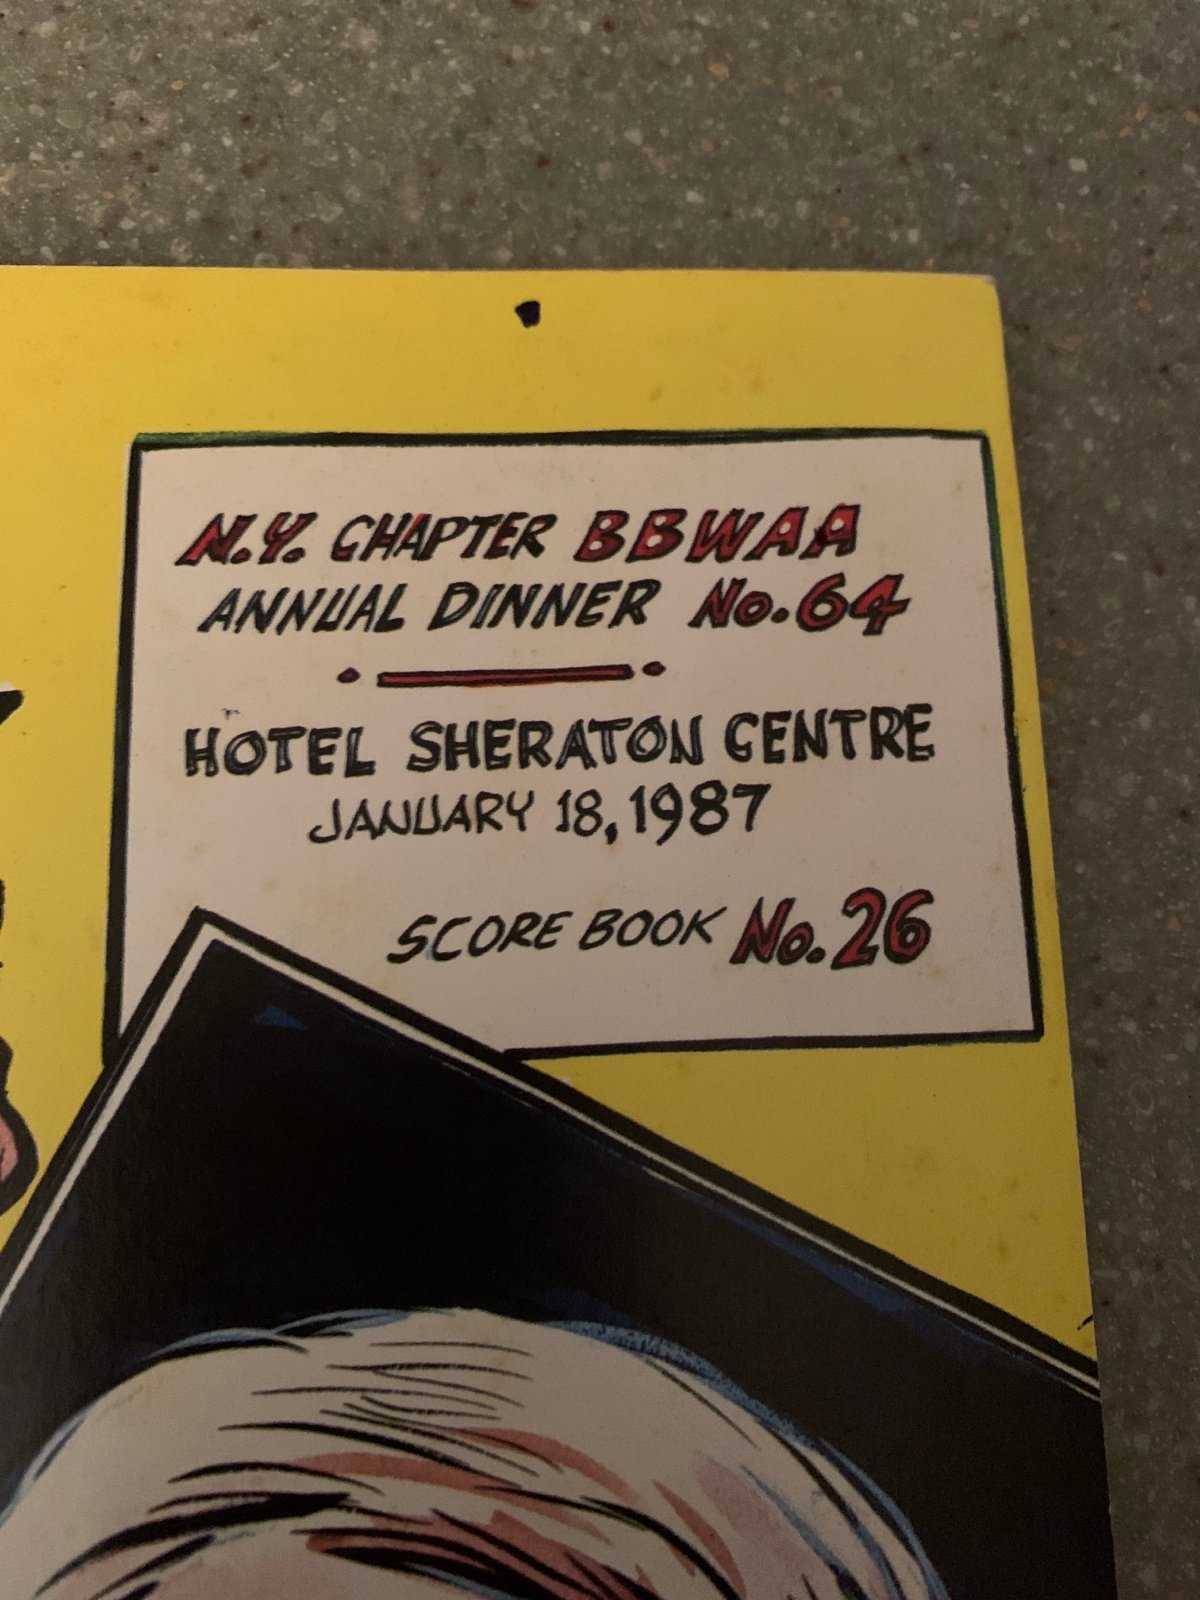 N.Y. CHAPTER BBWAA
ANNUAL DINNER No. 64
HOTEL SHERATON CENTRE
JANUARY 18, 1987
SCORE BOOK No. 26